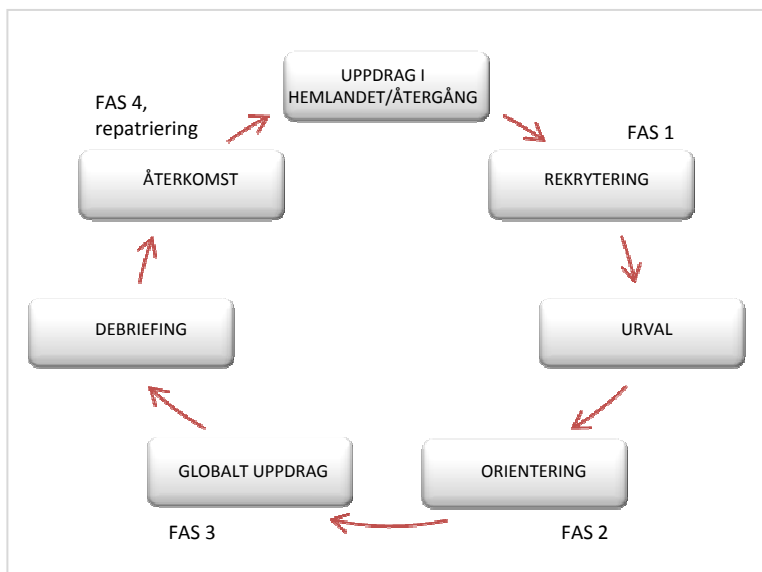 UPPDRAG I
HEMLANDET/ÅTERGÅNG
FAS 1
REKRYTERING
URVAL
ORIENTERING
FAS 2
GLOBALT UPPDRAG
FAS 3
DEBRIEFING
ÅTERKOMST
FAS 4,
repatriering